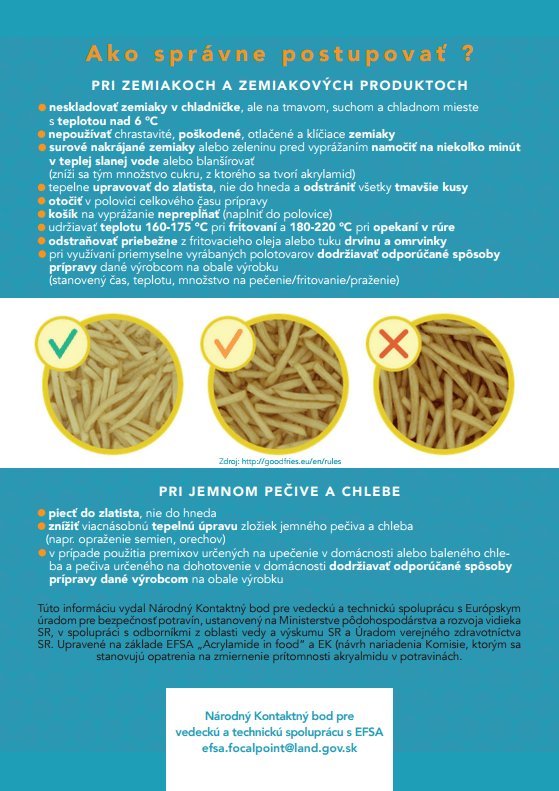 Ako správne postupovať ?
PRI ZEMIAKOCH A ZEMIAKOVÝCH PRODUKTOCH
● neskladovať zemiaky v chladničke, ale na tmavom, suchom a chladnom mieste
s teplotou nad 6 ºC
● nepoužívať chrastavité, poškodené, otlačené a klíčiace zemiaky
● surové nakrájané zemiaky alebo zeleninu pred vyprážaním namočiť na niekoľko minút
v teplej slanej vode alebo blanšírovať
(zníži sa tým množstvo cukru, z ktorého sa tvorí akrylamid)
● tepelne upravovať do zlatista, nie do hneda a odstrániť všetky tmavšie kusy
● otočiť v polovici celkového času prípravy
● košík na vyprážanie neprepĺňať (naplniť do polovice)
● udržiavať teplotu 160-175 ºC pri fritovaní a 180-220 ºC pri opekaní v rúre
● odstraňovať priebežne z fritovacieho oleja alebo tuku drvinu a omrvinky
● pri využívaní priemyselne vyrábaných polotovarov dodržiavať odporúčané spôsoby
prípravy dané výrobcom na obale výrobku
(stanovený čas, teplotu, množstvo na pečenie/fritovanie/praženie)
Zdroj: http://goodfries.eu/en/rules
PRI JEMNOM PEČIVE A CHLEBE
● piecť do zlatista, nie do hneda
● znížiť viacnásobnú tepelnú úpravu zložiek jemného pečiva a chleba
(napr. opraženie semien, orechov)
● v prípade použitia premixov určených na upečenie v domácnosti alebo baleného chle-
ba a pečiva určeného na dohotovenie v domácnosti dodržiavať odporúčané spôsoby
prípravy dané výrobcom na obale výrobku
Túto informáciu vydal Národný Kontaktný bod pre vedeckú a technickú spoluprácu s Európskym
úradom pre bezpečnosť potravín, ustanovený na Ministerstve pôdohospodárstva a rozvoja vidieka
SR, v spolupráci s odborníkmi z oblasti vedy a výskumu SR a Úradom verejného zdravotníctva
SR. Upravené na základe EFSA „Acrylamide in food" a EK (návrh nariadenia Komisie, ktorým sa
stanovujú opatrenia na zmiernenie prítomnosti akryalmidu v potravinách.
Národný Kontaktný bod pre
vedeckú a technickú spoluprácu s EFSA
efsa.focalpoint@land.gov.sk